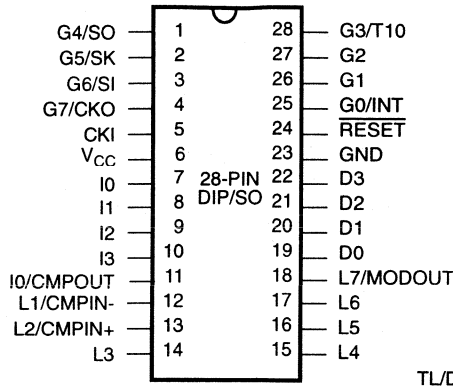 G4/SO 1 28 G3/T10
G5/SK 2 27 G2
G6/SI 3 26 G1
G7/CKO 4 25 G0/INT
CKI 5 24 RESET
VCC 6 23 GND
I0 7 28-PIN 22 D3
I1 8 DIP/SO 21 D2
I2 9 20 D1
I3 10 19 D0
I0/CMPOUT 11 18 L7/MODOUT
L1/CMPIN- 12 17 L6
L2/CMPIN+ 13 16 L5
L3 14 15 L4
TL/D